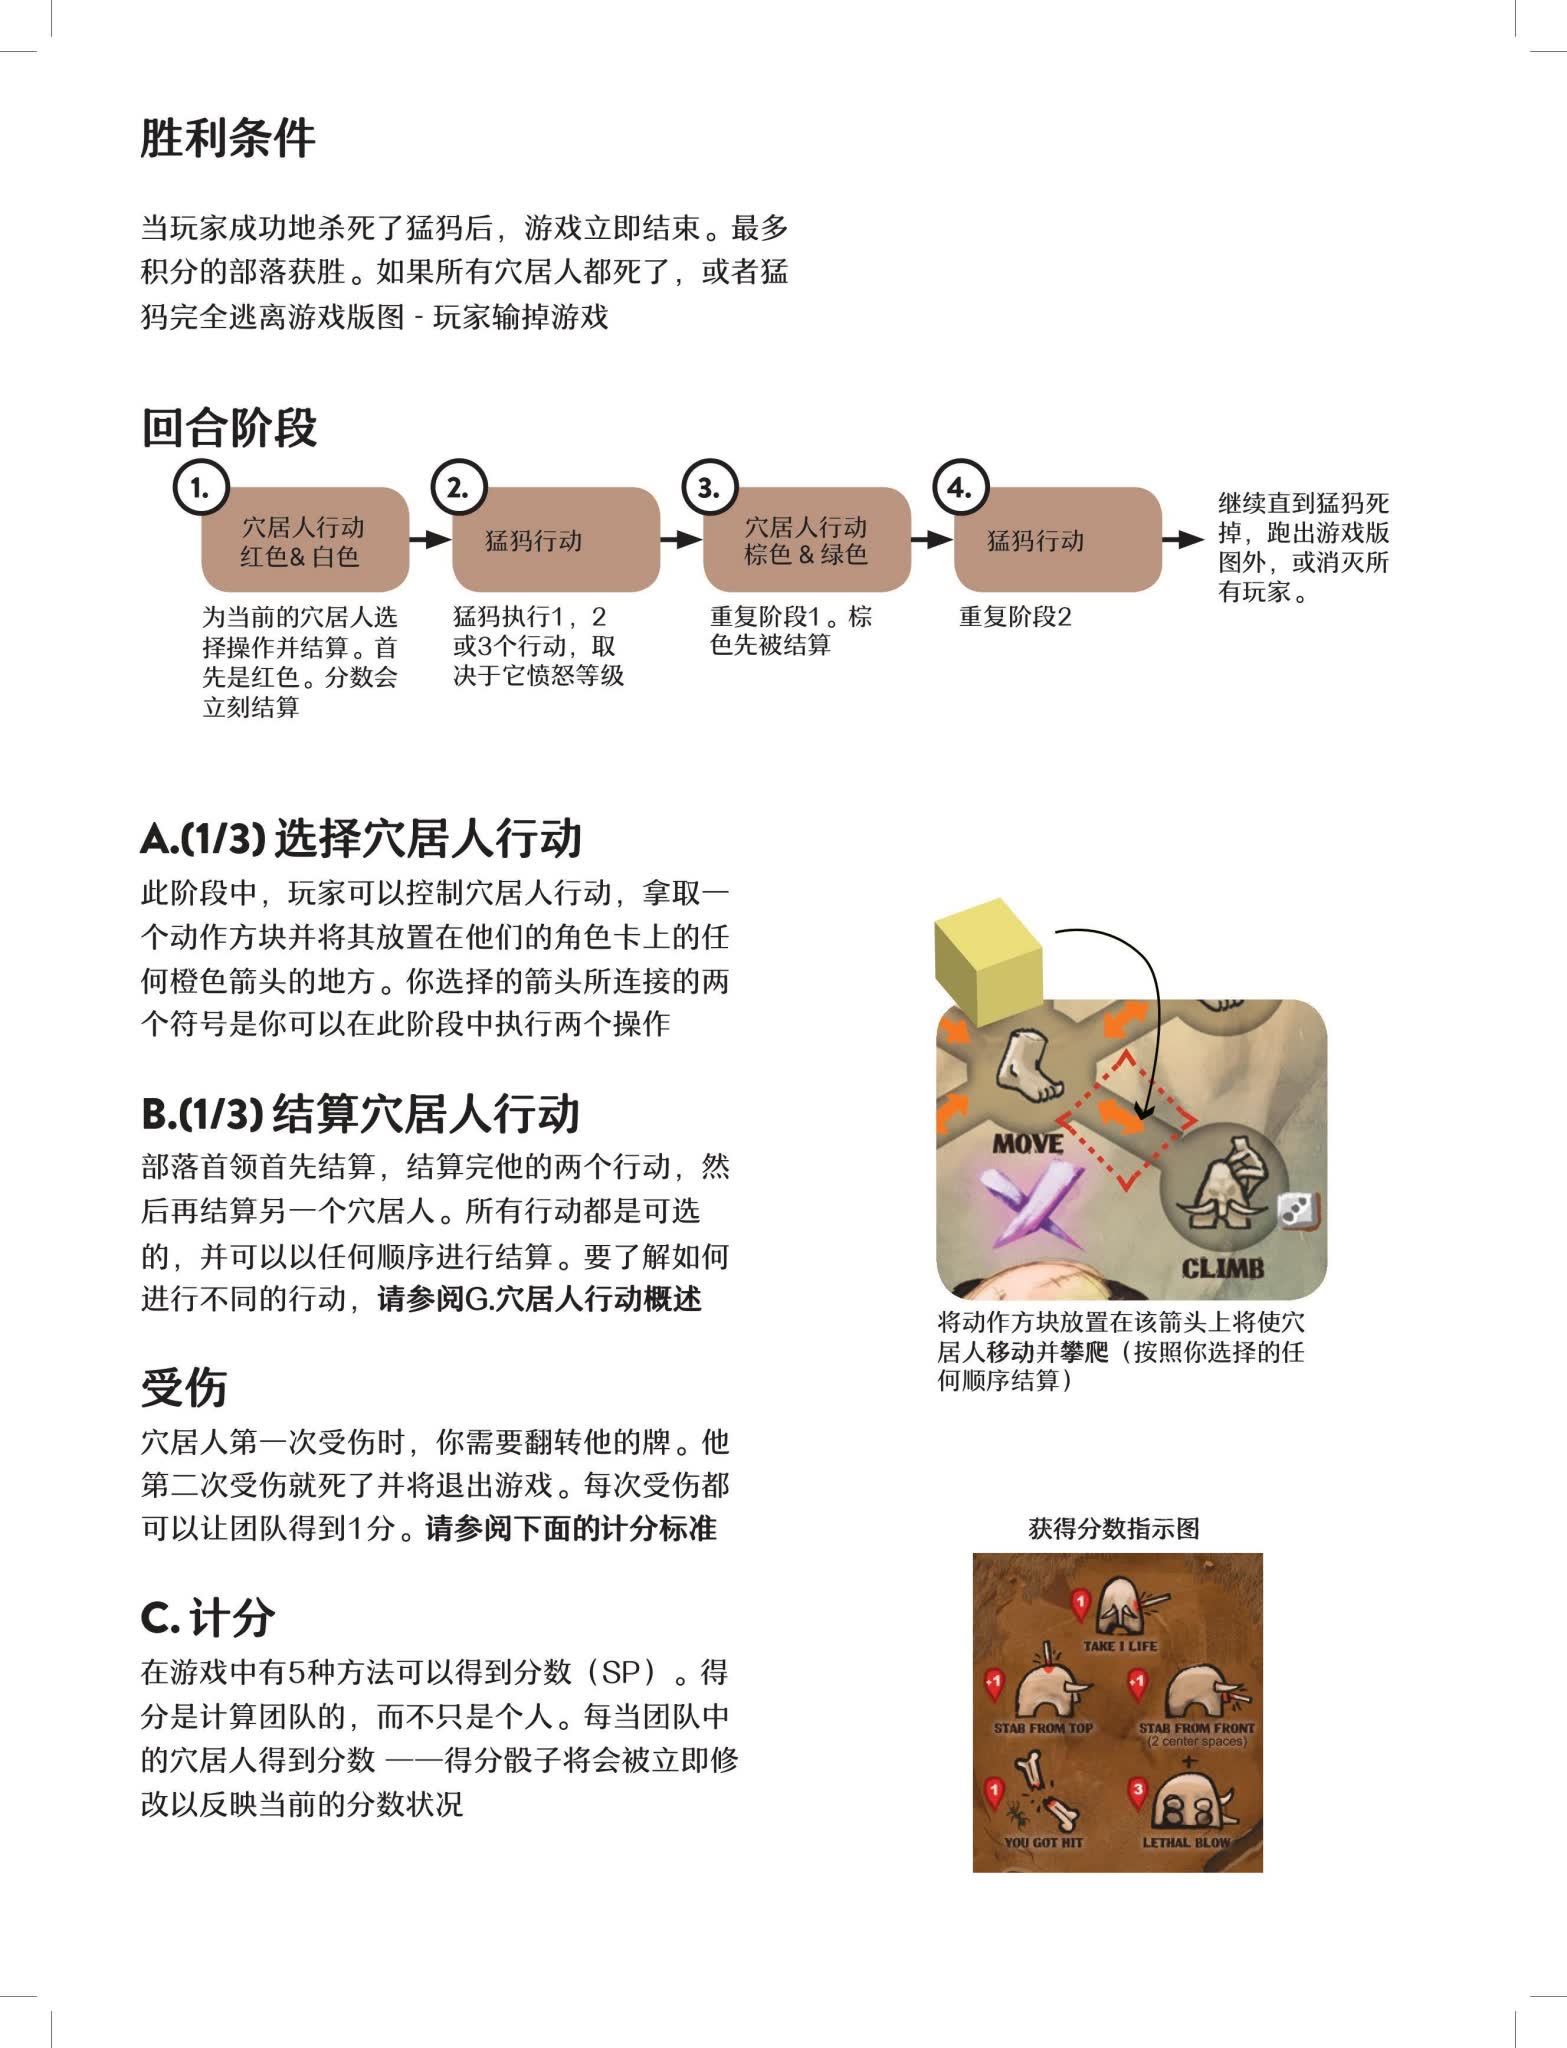 胜利条件
当玩家成功地杀死了猛犸后，游戏立即结束。最多
积分的部落获胜。如果所有穴居人都死了，或者猛
犸完全逃离游戏版图 - 玩家输掉游戏
回合阶段
1.
穴居人行动
红色& 白色
为当前的穴居人选
择操作并结算。首
先是红色。分数会
立刻结算
2.
猛犸行动
猛犸执行1，2
或3个行动，取
决于它愤怒等级
3.
穴居人行动
棕色 & 绿色
重复阶段1。棕
色先被结算
4.
猛犸行动
重复阶段2
继续直到猛犸死
掉，跑出游戏版
图外，或消灭所
有玩家。
A.(1/3) 选择穴居人行动
此阶段中，玩家可以控制穴居人行动，拿取一
个动作方块并将其放置在他们的角色卡上的任
何橙色箭头的地方。你选择的箭头所连接的两
个符号是你可以在此阶段中执行两个操作
B.(1/3) 结算穴居人行动
部落首领首先结算，结算完他的两个行动，然
后再结算另一个穴居人。所有行动都是可选
的，并可以以任何顺序进行结算。要了解如何
进行不同的行动，请参阅G.穴居人行动概述
MOVE
CLIMB
将动作方块放置在该箭头上将使穴
居人移动并攀爬（按照你选择的任
何顺序结算）
受伤
穴居人第一次受伤时，你需要翻转他的牌。他
第二次受伤就死了并将退出游戏。每次受伤都
可以让团队得到1分。请参阅下面的计分标准
C. 计分
在游戏中有5种方法可以得到分数（SP）。得
分是计算团队的，而不只是个人。每当团队中
的穴居人得到分数 ——得分骰子将会被立即修
改以反映当前的分数状况
获得分数指示图
1
TAKE 1 LIFE
+1
STAB FROM TOP
+1
STAB FROM FRONT
(2 center spaces)
+
1
YOU GOT HIT
3
LETHAL BLOW